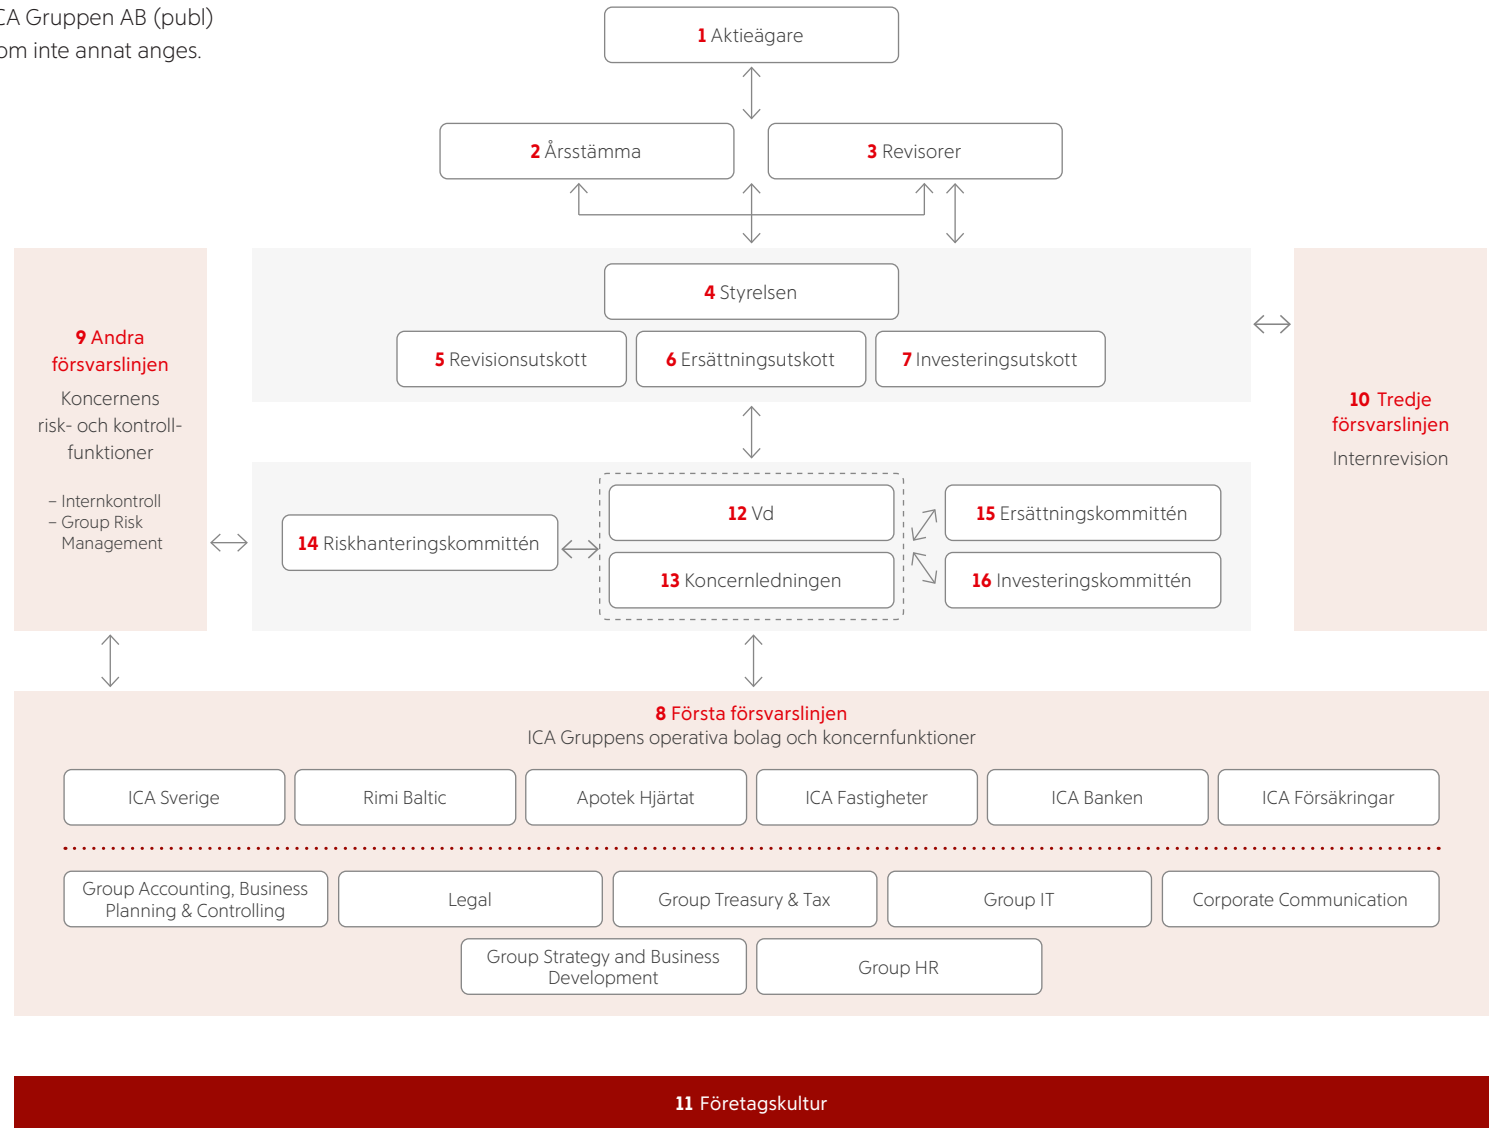 ICA Gruppen AB (publ)
om inte annat anges.
1 Aktieägare
2 Årsstämma
3 Revisorer
4 Styrelsen
5 Revisionsutskott
6 Ersättningsutskott
7 Investeringsutskott
9 Andra
försvarslinjen
Koncernens
risk- och kontroll-
funktioner
– Internkontroll
– Group Risk
Management
10 Tredje
försvarslinjen
Internrevision
14 Riskhanteringskommittén
12 Vd
13 Koncernledningen
15 Ersättningskommittén
16 Investeringskommittén
8 Första försvarslinjen
ICA Gruppens operativa bolag och koncernfunktioner
ICA Sverige
Rimi Baltic
Apotek Hjärtat
ICA Fastigheter
ICA Banken
ICA Försäkringar
Group Accounting, Business
Planning & Controlling
Legal
Group Treasury & Tax
Group IT
Corporate Communication
Group Strategy and Business
Development
Group HR
11 Företagskultur